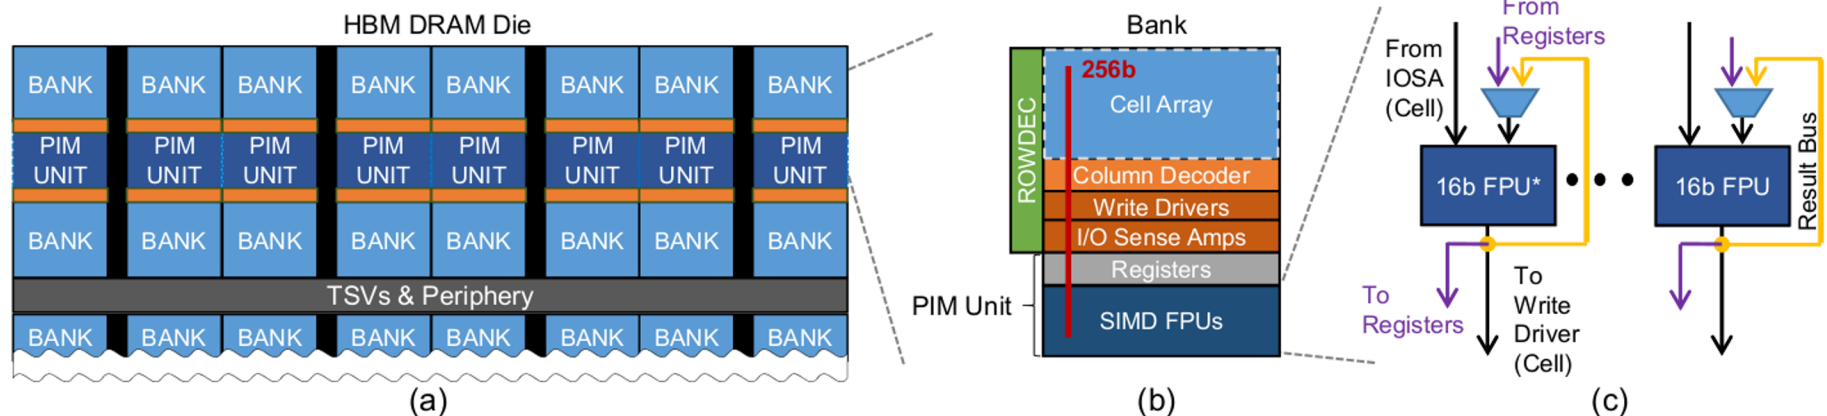 HBM DRAM Die
BANK BANK BANK BANK BANK BANK BANK BANK
PIM UNIT PIM UNIT PIM UNIT PIM UNIT PIM UNIT PIM UNIT PIM UNIT PIM UNIT
BANK BANK BANK BANK BANK BANK BANK BANK
TSVs & Periphery
BANK BANK BANK BANK BANK BANK BANK BANK
(a)
Bank
ROWDEC
256b
Cell Array
Column Decoder
Write Drivers
I/O Sense Amps
Registers
PIM Unit
SIMD FPUs
(b)
From
Registers
From
IOSA
(Cell)
16b FPU*
16b FPU
Result Bus
To
Registers
To
Write
Driver
(Cell)
(c)